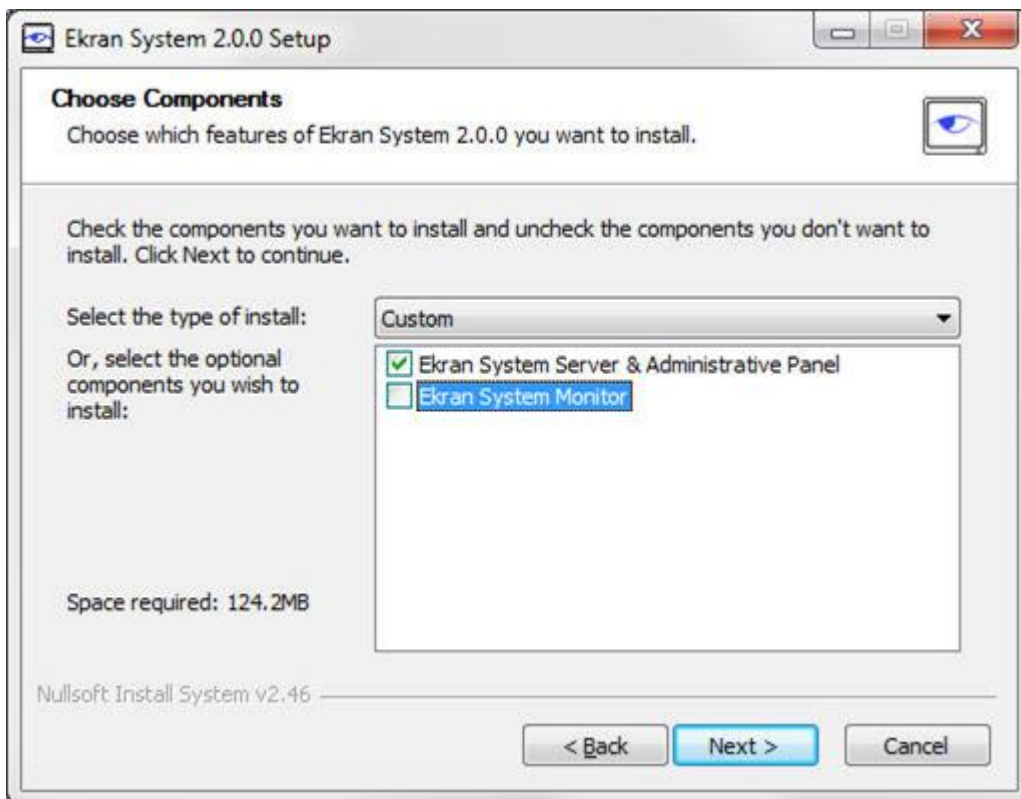 Ekran System 2.0.0 Setup
Choose Components
Choose which features of Ekran System 2.0.0 you want to install.
Check the components you want to install and uncheck the components you don't want to
install. Click Next to continue.
Select the type of install:
Custom
Or, select the optional
components you wish to
install:
Ekran System Server & Administrative Panel
Ekran System Monitor
Space required: 124.2MB
Nullsoft Install System v2.46
< Back
Next >
Cancel